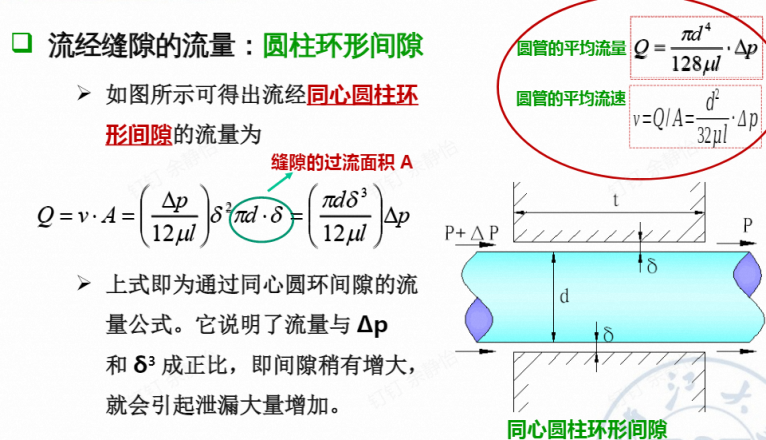 流经缝隙的流量：圆柱环形间隙
圆管的平均流量 Q = πd⁴/128μl · Δp
圆管的平均流速 v=Q/A= d²/32μl · Δp
➢ 如图所示可得出流经同心圆柱环
形间隙的流量为
缝隙的过流面积 A
Q = v · A = (Δp/12μl) δ² πd · δ = (πdδ³/12μl) Δp
➢ 上式即为通过同心圆环间隙的流
量公式。它说明了流量与 Δp
和 δ³ 成正比，即间隙稍有增大，
就会引起泄漏大量增加。
t
P+ΔP
P
δ
d
δ
同心圆柱环形间隙